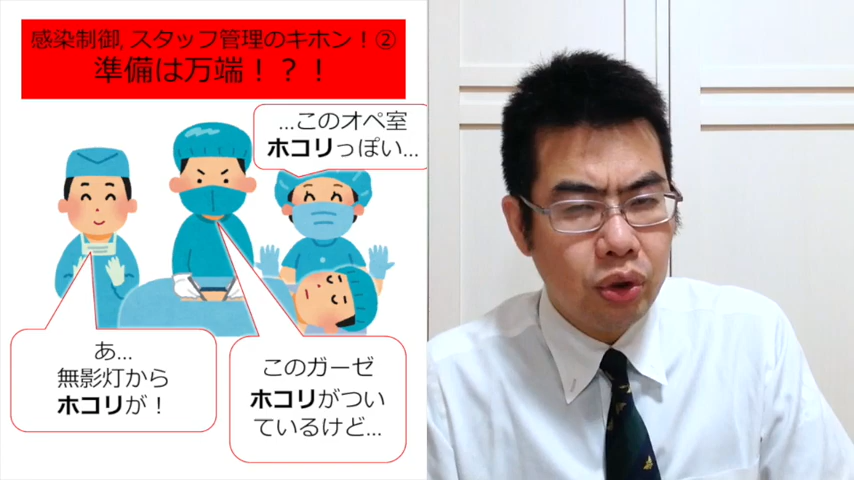 感染制御, スタッフ管理のキホン！②
準備は万端！？！
…このオペ室
ホコリっぽい…
あ…
無影灯から
ホコリが！
このガーゼ
ホコリがつい
ているけど…